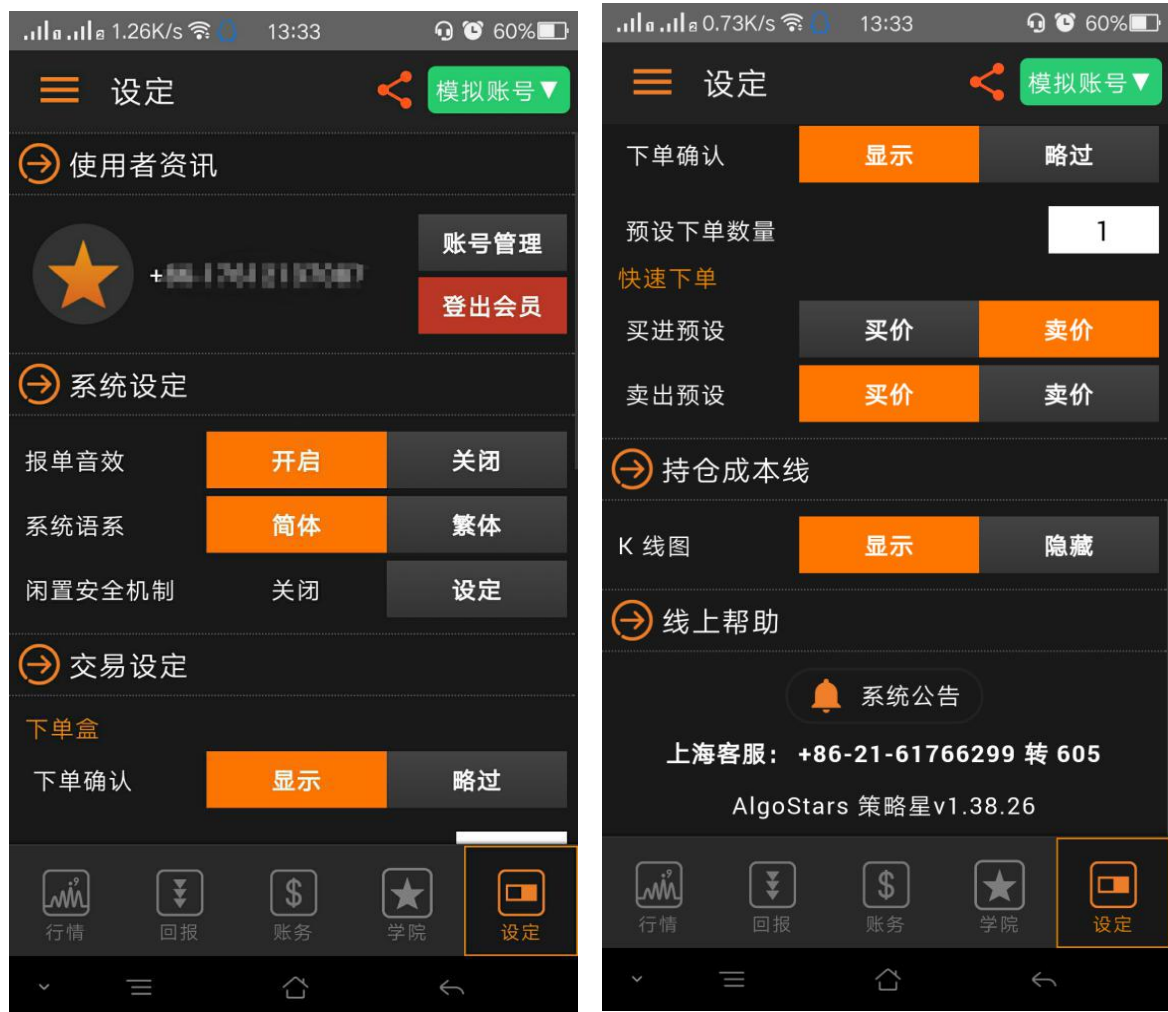 1.26K/s 13:33 60%
设定 模拟账号▼
使用者资讯
账号管理
登出会员
系统设定
报单音效 开启 关闭
系统语系 简体 繁体
闲置安全机制 关闭 设定
交易设定
下单盒
下单确认 显示 略过
行情 回报 账务 学院 设定
0.73K/s 13:33 60%
设定 模拟账号▼
下单确认 显示 略过
预设下单数量 1
快速下单
买进预设 买价 卖价
卖出预设 买价 卖价
持仓成本线
K 线图 显示 隐藏
线上帮助
系统公告
上海客服： +86-21-61766299 转 605
AlgoStars 策略星v1.38.26
行情 回报 账务 学院 设定